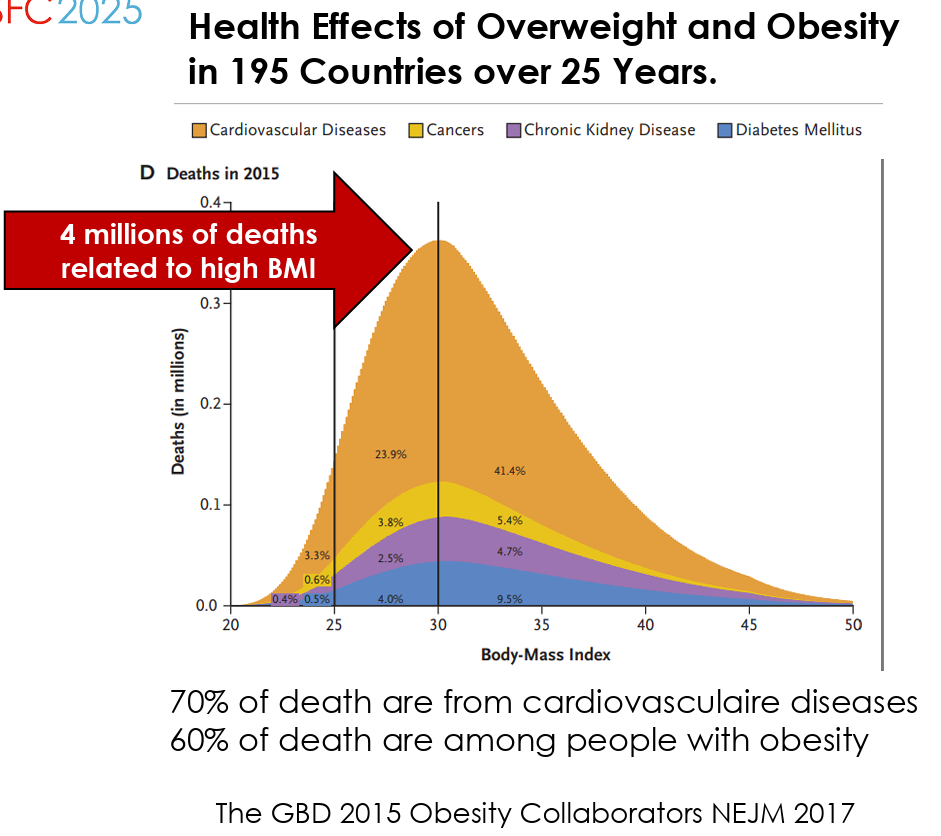 SFC2025
Health Effects of Overweight and Obesity
in 195 Countries over 25 Years.
Cardiovascular Diseases Cancers Chronic Kidney Disease Diabetes Mellitus
D Deaths in 2015
0.4
4 millions of deaths
related to high BMI
0.3
Deaths (in millions)
0.2
23.9%
41.4%
0.1
3.8%
5.4%
3.3%
2.5%
4.7%
0.6%
0.4%
0.5%
4.0%
9.5%
0.0
20 25 30 35 40 45 50
Body-Mass Index
70% of death are from cardiovasculaire diseases
60% of death are among people with obesity
The GBD 2015 Obesity Collaborators NEJM 2017